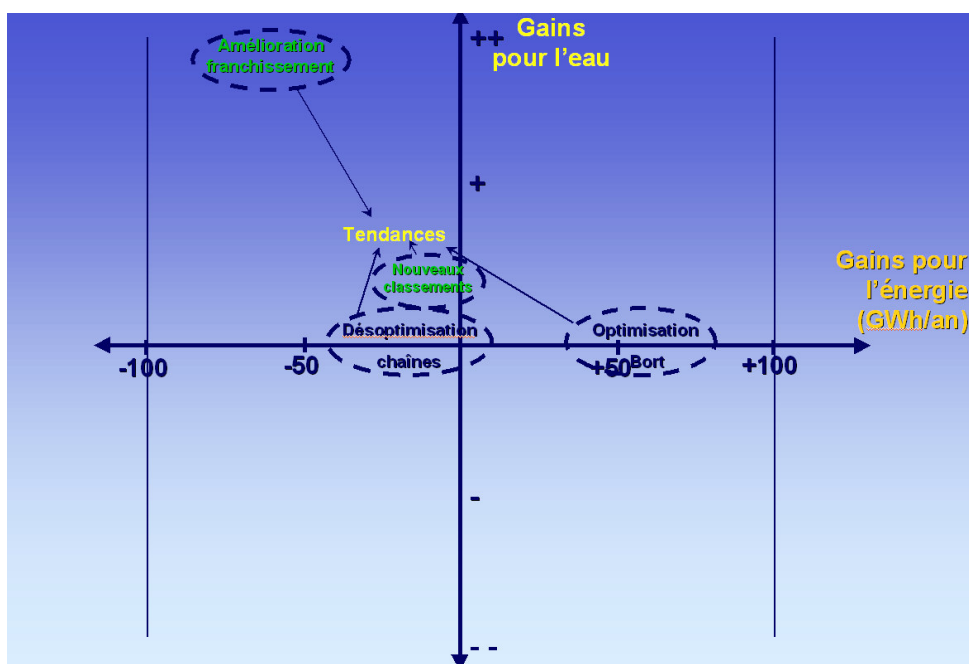 Amélioration
franchissement
++
Gains
pour l'eau
+
Tendances
Nouveaux
classements
Gains pour
l'énergie
(GWh/an)
Désoptimisation
chaînes
Optimisation
Bort
-100
-50
+50
+100
-
- -